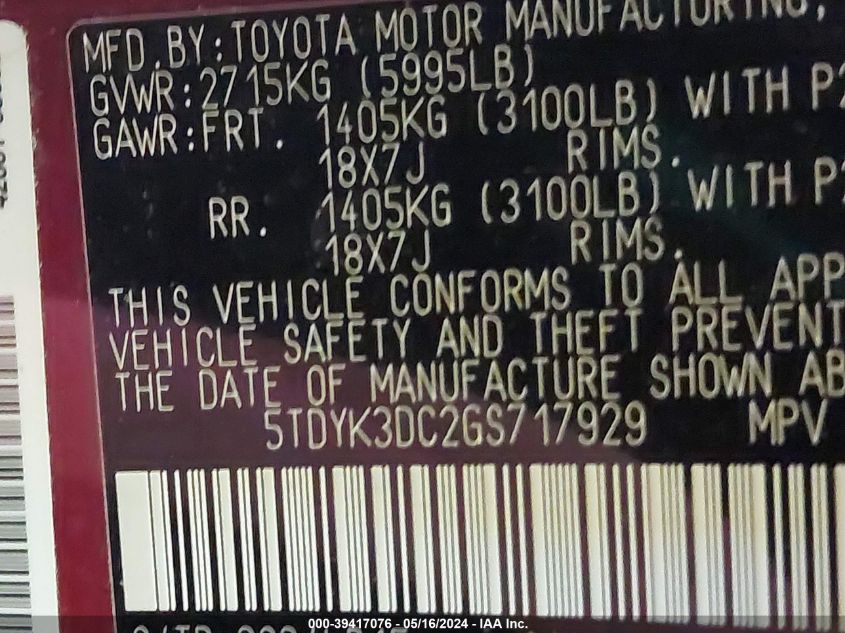 MFD.BY:TOYOTA MOTOR MANUFACTURING,
GVWR:2715KG (5995LB)
GAWR:FRT. 1405KG (3100LB) WITH
18X7J RIMS.
RR. 1405KG (3100LB) WITH
18X7J RIMS.
THIS VEHICLE CONFORMS TO ALL APP
VEHICLE SAFETY AND THEFT PREVENT
THE DATE OF MANUFACTURE SHOWN AB
5TDYK3DC2GS717929 MPV
000-39417076 - 05/16/2024 - IAA Inc.